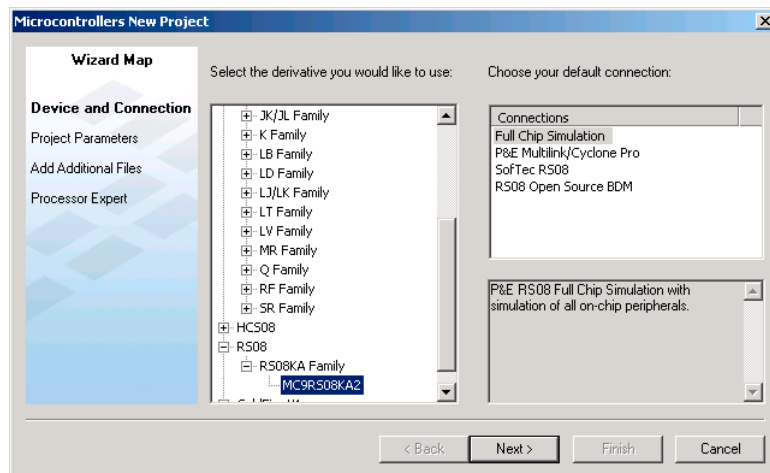 Microcontrollers New Project
Wizard Map
Device and Connection
Project Parameters
Add Additional Files
Processor Expert
Select the derivative you would like to use:
JK/JL Family
K Family
LB Family
LD Family
LJ/LK Family
LT Family
LV Family
MR Family
Q Family
RF Family
SR Family
HCS08
RS08
RS08KA Family
MC9RS08KA2
Choose your default connection:
Connections
Full Chip Simulation
P&E Multilink/Cyclone Pro
SofTec RS08
RS08 Open Source BDM
P&E RS08 Full Chip Simulation with
simulation of all on-chip peripherals.
< Back
Next >
Finish
Cancel